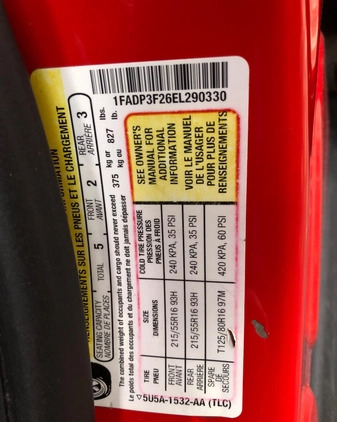 1FADP3F26EL290330
RENSEIGNEMENTS SUR LES PNEUS ET LE CHARGEMENT
SEATING CAPACITY
NOMBRE DE PLACES
TOTAL 5
FRONT
AVANT 2
REAR
ARRIÈRE 3
The combined weight of occupants and cargo should never exceed
Le poids total des occupants et du chargement ne doit jamais dépasser
375 kg or 827 lbs.
kg ou lb.
TIRE SIZE COLD TIRE PRESSURE
PNEU DIMENSIONS PRESSION DES
PNEUS À FROID
FRONT
AVANT 215/55R16 93H 240 KPA, 35 PSI
REAR
ARRIÈRE 215/55R16 93H 240 KPA, 35 PSI
SPARE
DE SECOURS T125/80R16 97M 420 KPA, 60 PSI
SEE OWNER'S
MANUAL FOR
ADDITIONAL
INFORMATION
VOIR LE MANUEL
DE L'USAGER
POUR PLUS DE
RENSEIGNEMENTS
5U5A-1532-AA (TLC)